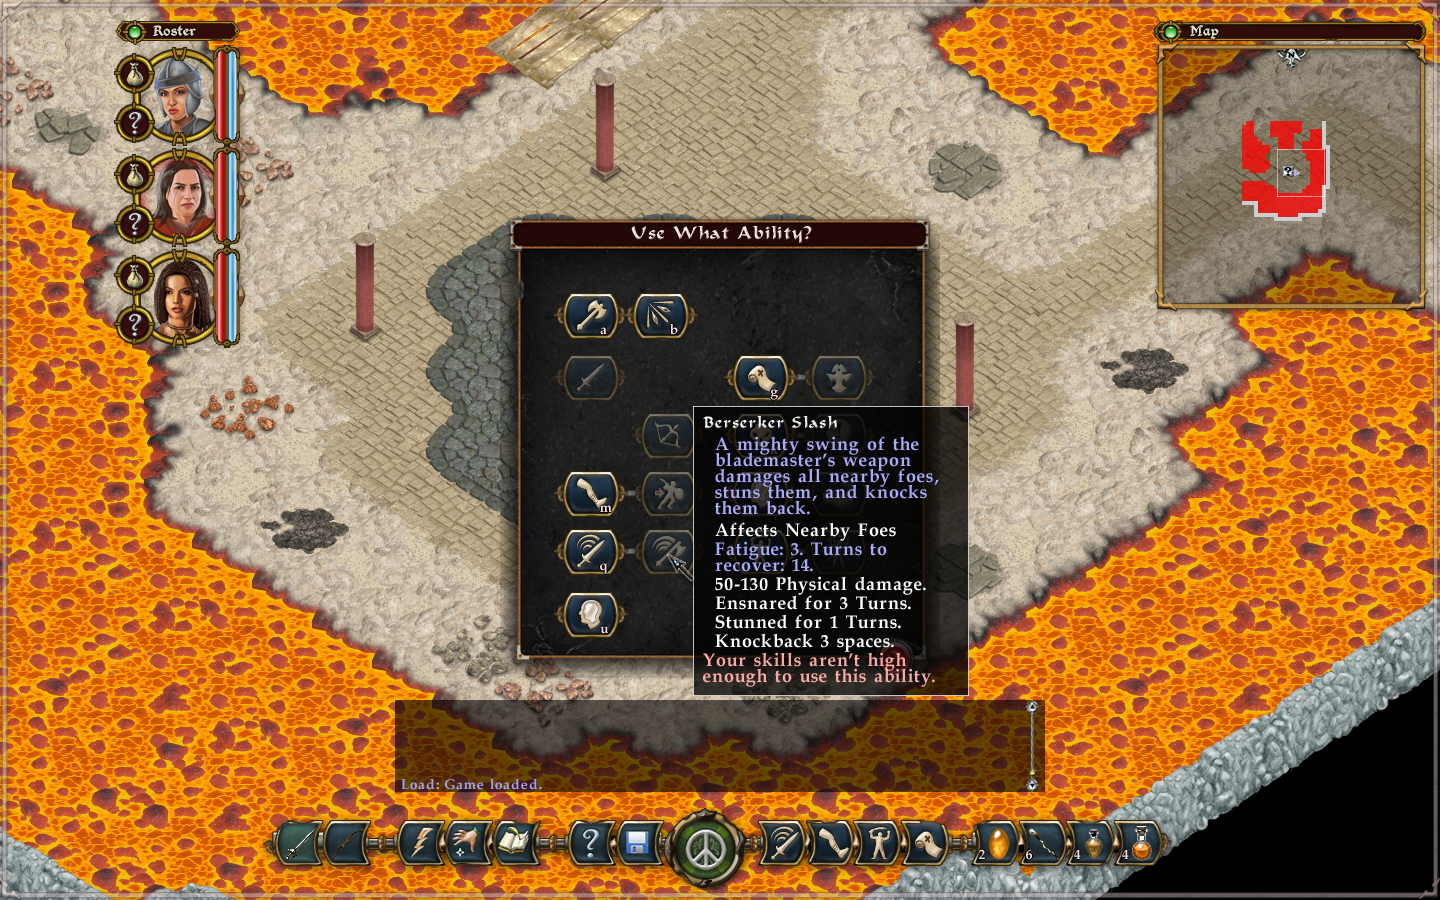 Roster
Map
N
?
?
?
Use What Ability?
a
b
g
m
q
u
Berserker Slash
A mighty swing of the
blademaster's weapon
damages all nearby foes,
stuns them, and knocks
them back.
Affects Nearby Foes
Fatigue: 3. Turns to
recover: 14.
50-130 Physical damage.
Ensnared for 3 Turns.
Stunned for 1 Turns.
Knockback 3 spaces.
Your skills aren't high
enough to use this ability.
Load: Game loaded.
?
2
6
4
4